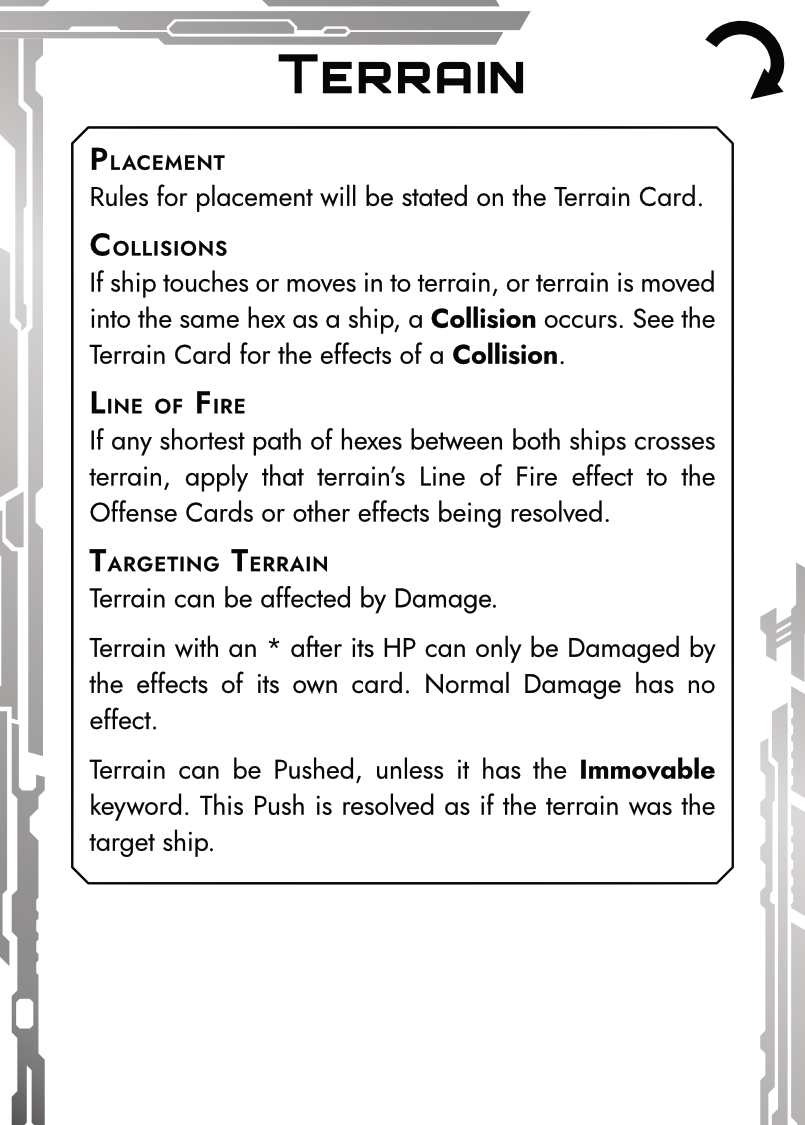 Terrain
Placement
Rules for placement will be stated on the Terrain Card.
Collisions
If ship touches or moves in to terrain, or terrain is moved
into the same hex as a ship, a Collision occurs. See the
Terrain Card for the effects of a Collision.
Line of Fire
If any shortest path of hexes between both ships crosses
terrain, apply that terrain's Line of Fire effect to the
Offense Cards or other effects being resolved.
Targeting Terrain
Terrain can be affected by Damage.
Terrain with an * after its HP can only be Damaged by
the effects of its own card. Normal Damage has no
effect.
Terrain can be Pushed, unless it has the Immovable
keyword. This Push is resolved as if the terrain was the
target ship.